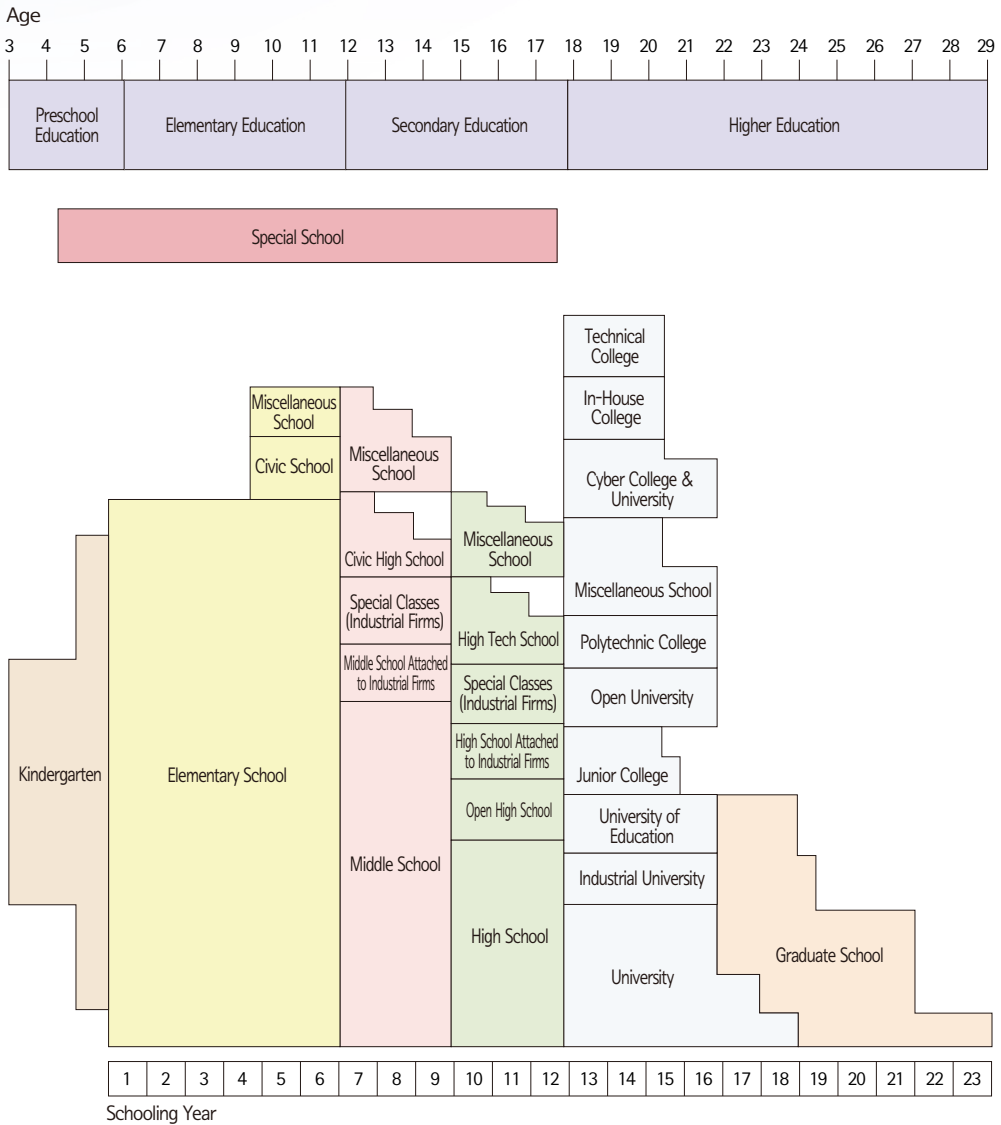 Age
3 4 5 6 7 8 9 10 11 12 13 14 15 16 17 18 19 20 21 22 23 24 25 26 27 28 29
Preschool
Education
Elementary Education
Secondary Education
Higher Education
Special School
Technical
College
In-House
College
Cyber College &
University
Miscellaneous
School
Civic School
Miscellaneous
School
Civic High School
Special Classes
(Industrial Firms)
Middle School Attached
to Industrial Firms
Miscellaneous
School
High Tech School
Special Classes
(Industrial Firms)
High School Attached
to Industrial Firms
Open High School
Miscellaneous School
Polytechnic College
Open University
Junior College
University of
Education
Industrial University
Kindergarten
Elementary School
Middle School
High School
University
Graduate School
1 2 3 4 5 6 7 8 9 10 11 12 13 14 15 16 17 18 19 20 21 22 23
Schooling Year